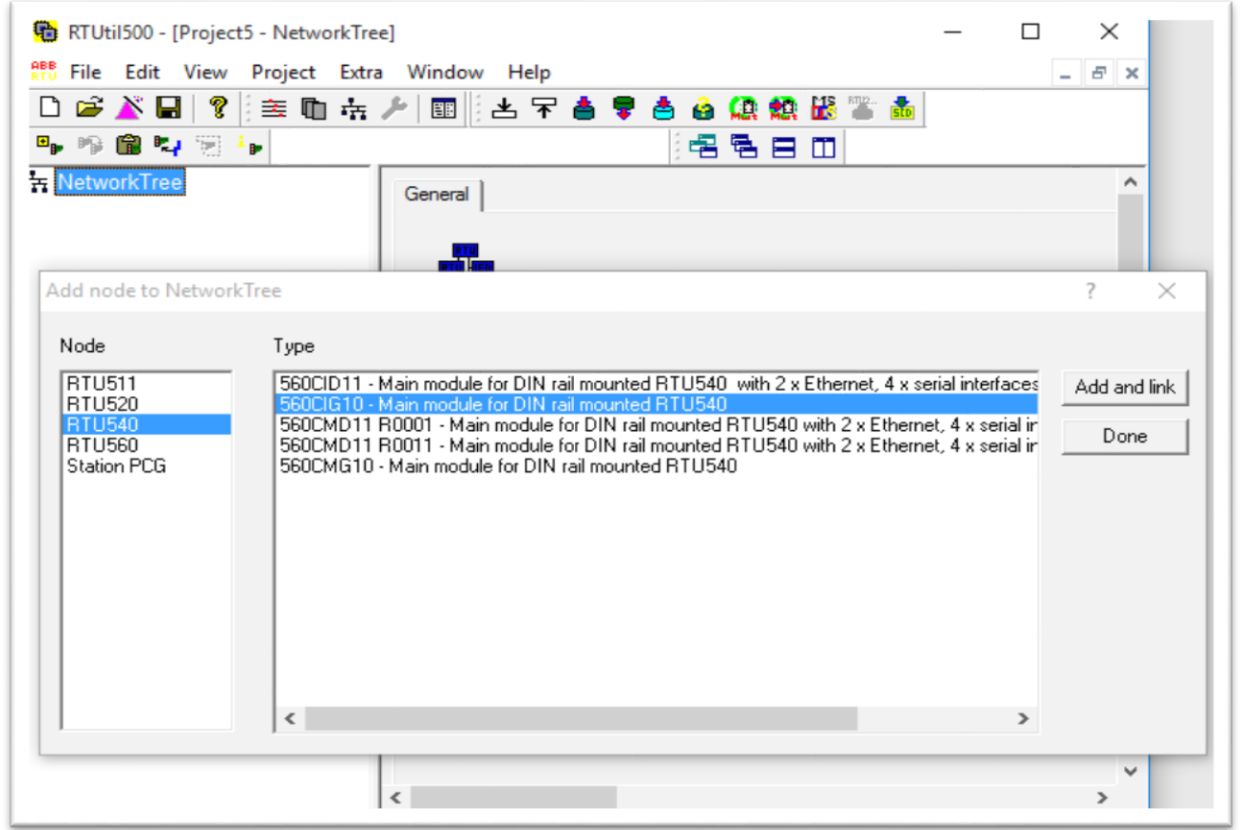 RTUtil500 - [Project5 - NetworkTree]
ABB RTU File Edit View Project Extra Window Help
NetworkTree
General
Add node to NetworkTree
Node
Type
RTU511
RTU520
RTU540
RTU560
Station PCG
560CID11 - Main module for DIN rail mounted RTU540 with 2 x Ethernet, 4 x serial interfaces
560CIG10 - Main module for DIN rail mounted RTU540
560CMD11 R0001 - Main module for DIN rail mounted RTU540 with 2 x Ethernet, 4 x serial
560CMD11 R0011 - Main module for DIN rail mounted RTU540 with 2 x Ethernet, 4 x serial
560CMG10 - Main module for DIN rail mounted RTU540
Add and link
Done